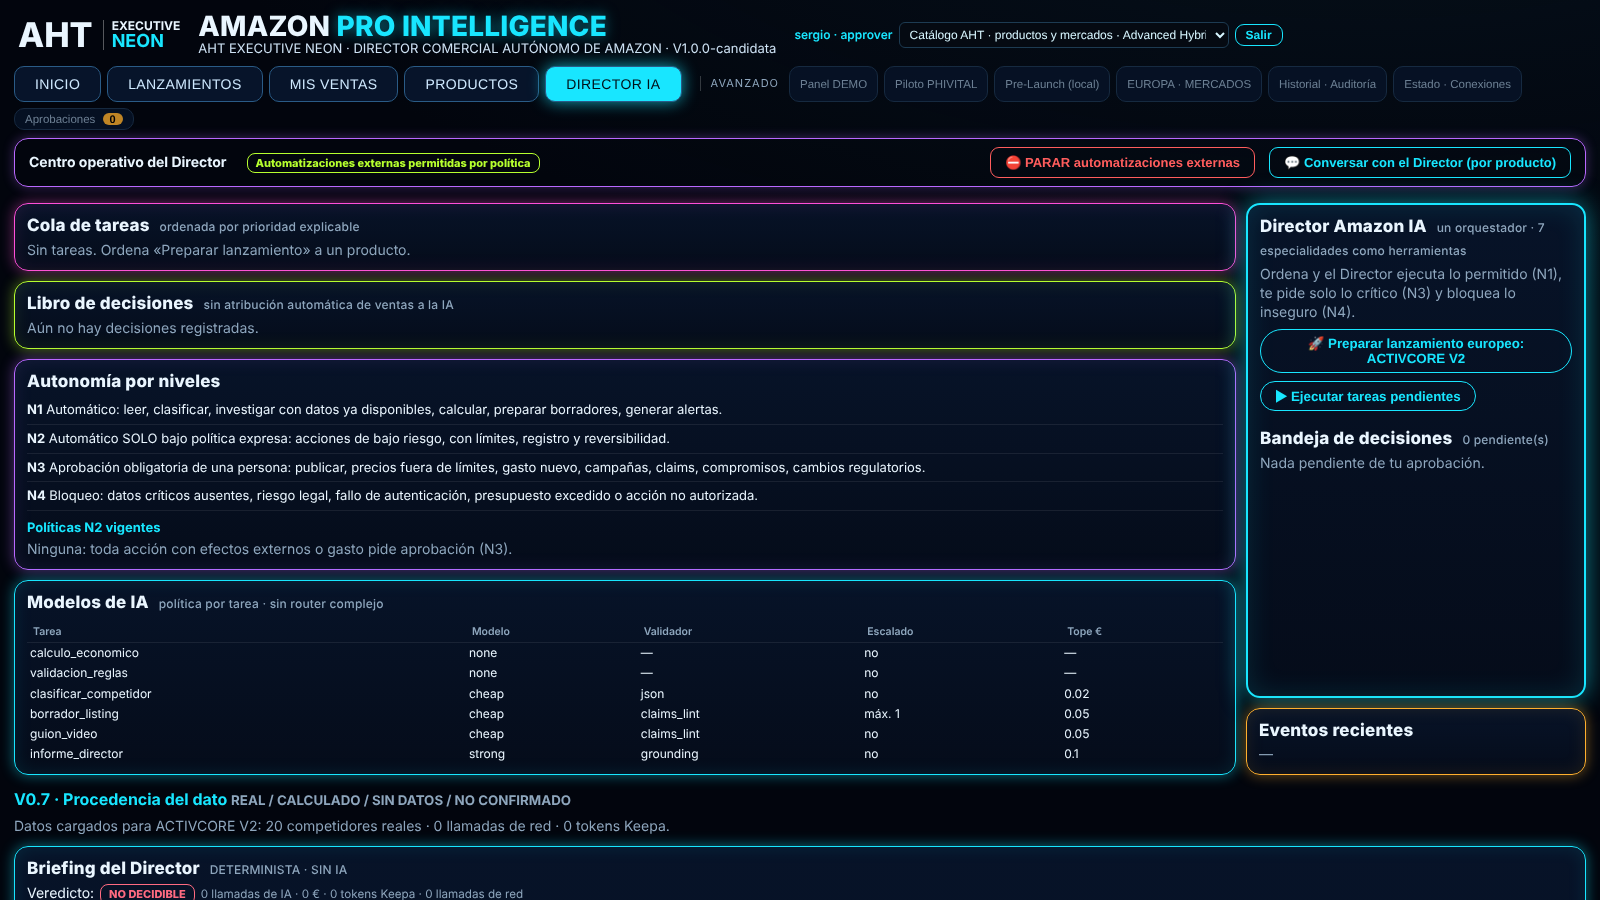 AHT EXECUTIVE NEON
AMAZON PRO INTELLIGENCE
AHT EXECUTIVE NEON · DIRECTOR COMERCIAL AUTÓNOMO DE AMAZON · V1.0.0-candidata
sergio · approver
Catálogo AHT · productos y mercados · Advanced Hybri
Salir
INICIO
LANZAMIENTOS
MIS VENTAS
PRODUCTOS
DIRECTOR IA
AVANZADO
Panel DEMO
Piloto PHIVITAL
Pre-Launch (local)
EUROPA · MERCADOS
Historial · Auditoría
Estado · Conexiones
Aprobaciones 0
Centro operativo del Director
Automatizaciones externas permitidas por política
⛔ PARAR automatizaciones externas
💬 Conversar con el Director (por producto)
Cola de tareas ordenada por prioridad explicable
Sin tareas. Ordena «Preparar lanzamiento» a un producto.
Libro de decisiones sin atribución automática de ventas a la IA
Aún no hay decisiones registradas.
Autonomía por niveles
N1 Automático: leer, clasificar, investigar con datos ya disponibles, calcular, preparar borradores, generar alertas.
N2 Automático SOLO bajo política expresa: acciones de bajo riesgo, con límites, registro y reversibilidad.
N3 Aprobación obligatoria de una persona: publicar, precios fuera de límites, gasto nuevo, campañas, claims, compromisos, cambios regulatorios.
N4 Bloqueo: datos críticos ausentes, riesgo legal, fallo de autenticación, presupuesto excedido o acción no autorizada.
Políticas N2 vigentes
Ninguna: toda acción con efectos externos o gasto pide aprobación (N3).
Modelos de IA política por tarea · sin router complejo
Tarea Modelo Validador Escalado Tope €
calculo_economico none — no —
validacion_reglas none — no —
clasificar_competidor cheap json no 0.02
borrador_listing cheap claims_lint máx. 1 0.05
guion_video cheap claims_lint no 0.05
informe_director strong grounding no 0.1
Director Amazon IA un orquestador · 7
especialidades como herramientas
Ordena y el Director ejecuta lo permitido (N1),
te pide solo lo crítico (N3) y bloquea lo
inseguro (N4).
🚀 Preparar lanzamiento europeo:
ACTIVCORE V2
▶ Ejecutar tareas pendientes
Bandeja de decisiones 0 pendiente(s)
Nada pendiente de tu aprobación.
Eventos recientes
—
V0.7 · Procedencia del dato REAL / CALCULADO / SIN DATOS / NO CONFIRMADO
Datos cargados para ACTIVCORE V2: 20 competidores reales · 0 llamadas de red · 0 tokens Keepa.
Briefing del Director DETERMINISTA · SIN IA
Veredicto: NO DECIDIBLE 0 llamadas de IA · 0 € · 0 tokens Keepa · 0 llamadas de red